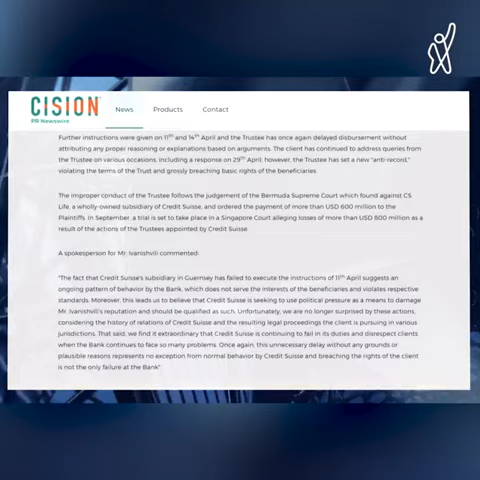 CISION
PR Newswire
News
Products
Contact
Further instructions were given on 11th and 14th April and the Trustee has once again delayed disbursement without
attributing any proper reasoning or explanations based on arguments. The client has continued to address queries from
the Trustee on various occasions, including a response on 29th April; however, the Trustee has set a new "anti-record,"
violating the terms of the Trust and grossly breaching basic rights of the beneficiaries.
The improper conduct of the Trustee follows the judgement of the Bermuda Supreme Court which found against CS
Life, a wholly-owned subsidiary of Credit Suisse, and ordered the payment of more than USD 600 million to the
Plaintiffs. In September, a trial is set to take place in a Singapore Court alleging losses of more than USD 800 million as a
result of the actions of the Trustees appointed by Credit Suisse.
A spokesperson for Mr. Ivanishvili commented:
"The fact that Credit Suisse's subsidiary in Guernsey has failed to execute the instructions of 11th April suggests an
ongoing pattern of behavior by the Bank, which does not serve the interests of the beneficiaries and violates respective
standards. Moreover, this leads us to believe that Credit Suisse is seeking to use political pressure as a means to damage
Mr. Ivanishvili's reputation and should be qualified as such. Unfortunately, we are no longer surprised by these actions,
considering the history of relations of Credit Suisse and the resulting legal proceedings the client is pursuing in various
jurisdictions. That said, we find it extraordinary that Credit Suisse is continuing to fail in its duties and disrespect clients
when the Bank continues to face so many problems. Once again, this unnecessary delay without any grounds or
plausible reasons represents no exception from normal behavior by Credit Suisse and breaching the rights of the client
is not the only failure at the Bank"